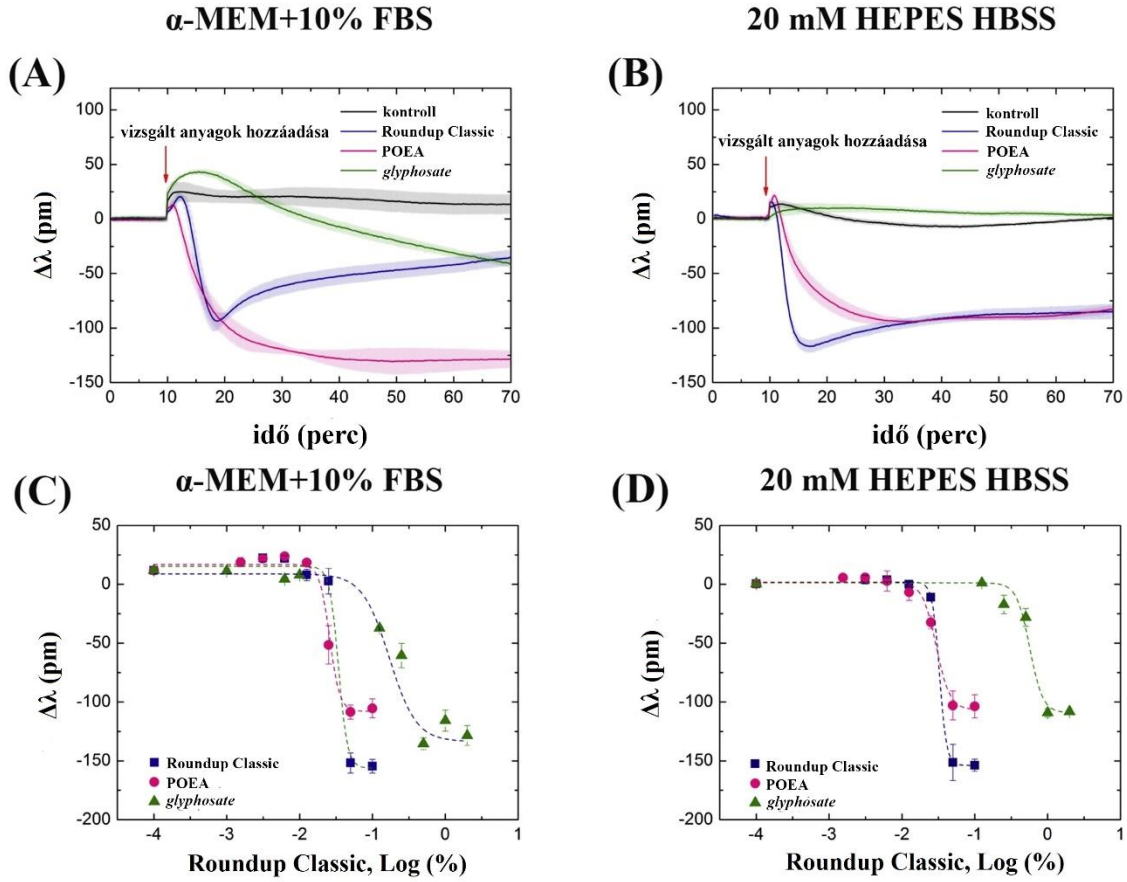 α-MEM+10% FBS
20 mM HEPES HBSS
(A)
100
50
0
-50
-100
-150
Δλ (pm)
vizsgált anyagok hozzáadása
kontroll
Roundup Classic
POEA
glyphosate
0 10 20 30 40 50 60 70
idő (perc)
(B)
100
50
0
-50
-100
-150
Δλ (pm)
vizsgált anyagok hozzáadása
kontroll
Roundup Classic
POEA
glyphosate
0 10 20 30 40 50 60 70
idő (perc)
α-MEM+10% FBS
20 mM HEPES HBSS
(C)
50
0
-50
-100
-150
-200
Δλ (pm)
Roundup Classic
POEA
glyphosate
-4 -3 -2 -1 0 1
Roundup Classic, Log (%)
(D)
50
0
-50
-100
-150
-200
Δλ (pm)
Roundup Classic
POEA
glyphosate
-4 -3 -2 -1 0 1
Roundup Classic, Log (%)